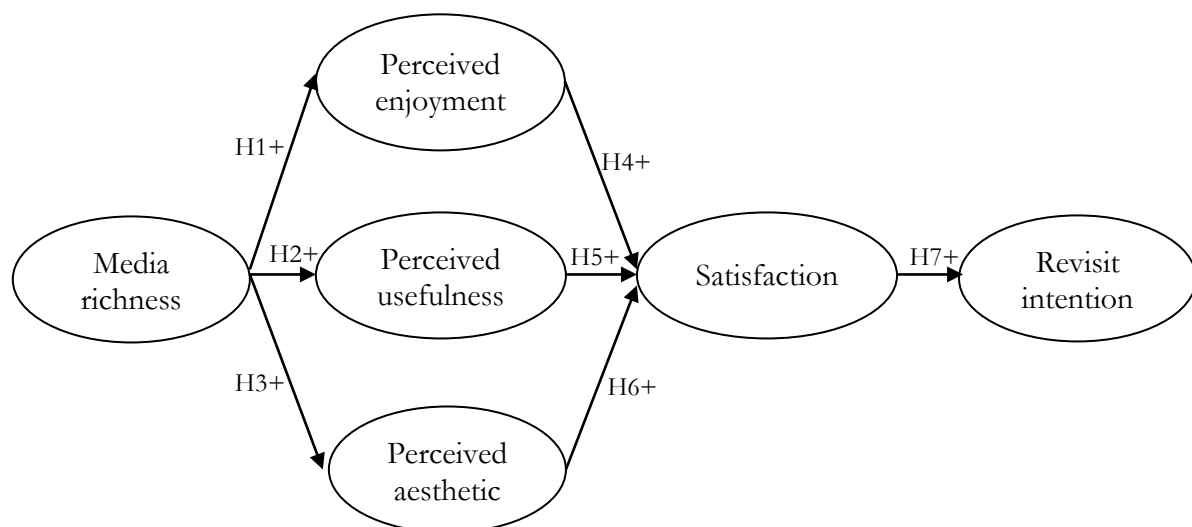 Perceived
enjoyment
H1+
H4+
Media
richness
H2+
Perceived
usefulness
H5+
Satisfaction
H7+
Revisit
intention
H3+
H6+
Perceived
aesthetic